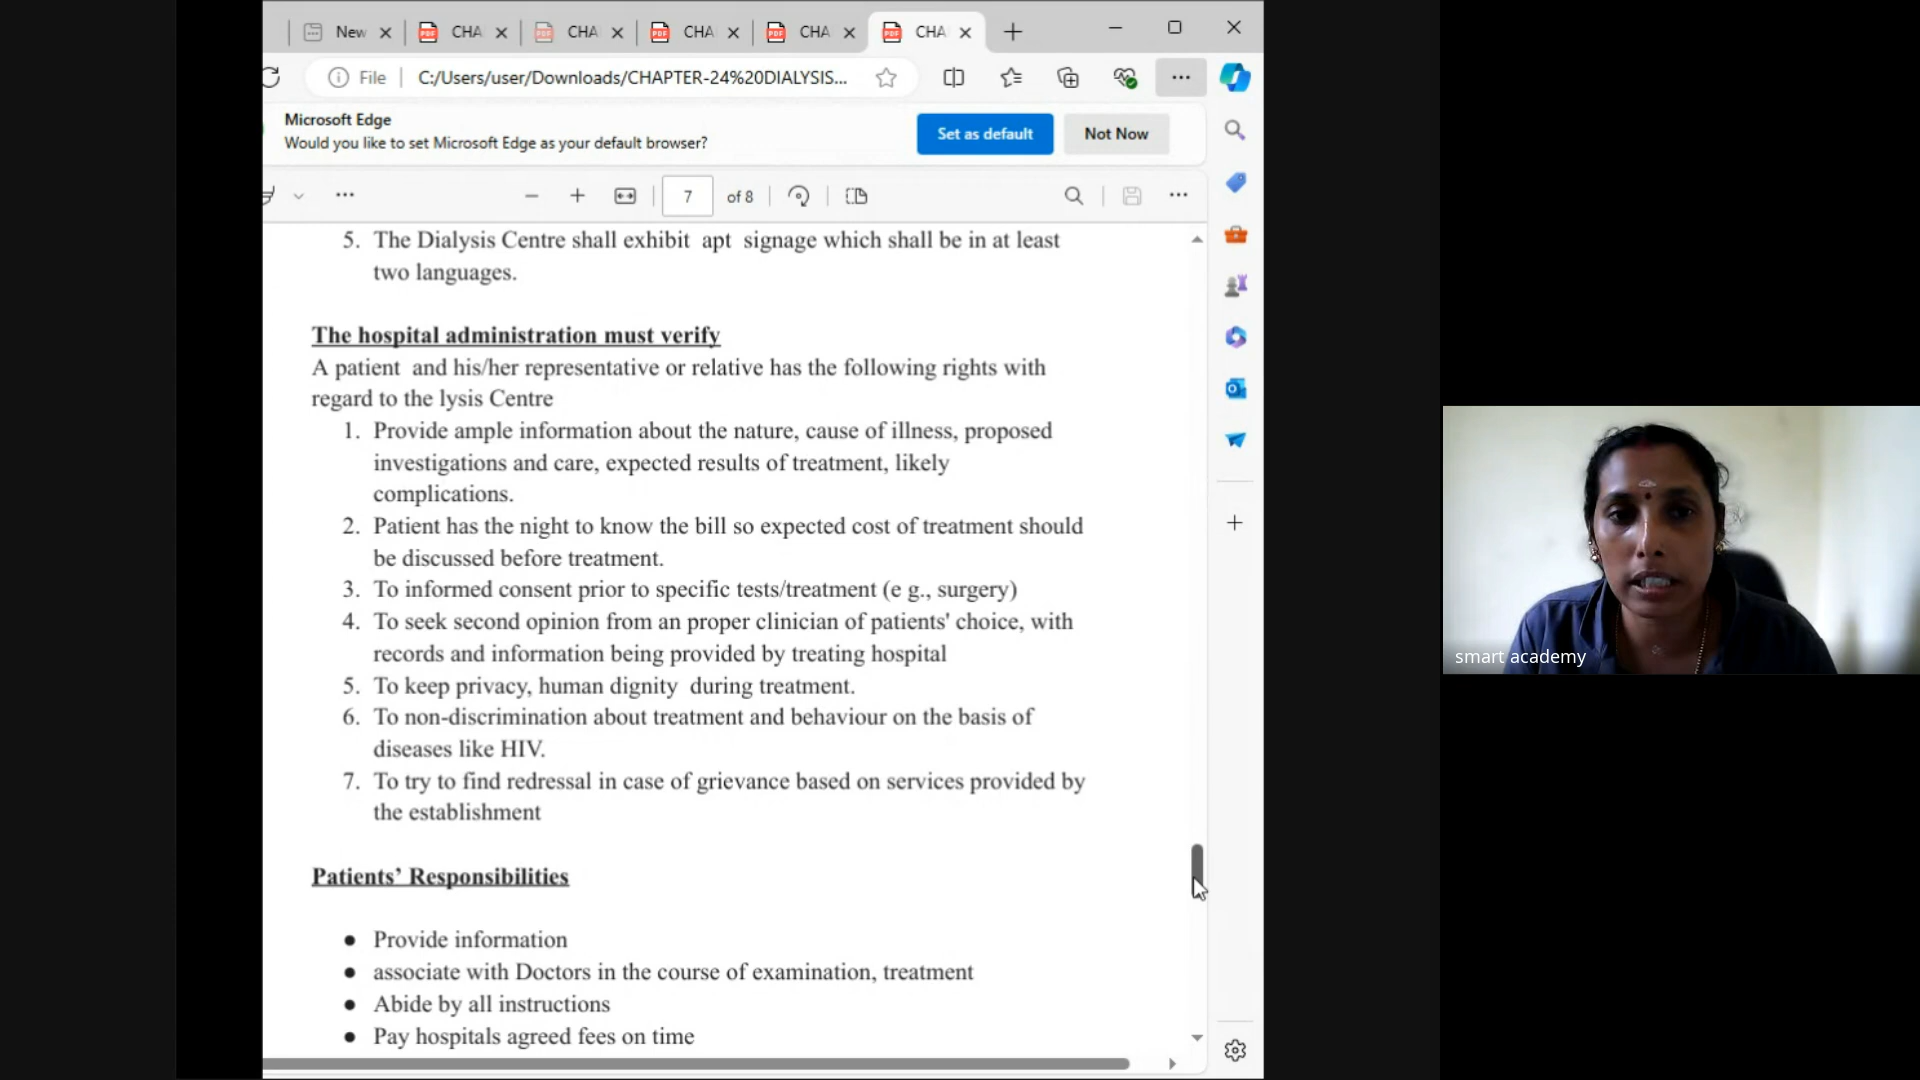 New
CHA
CHA
CHA
CHA
CHA
File
C:/Users/user/Downloads/CHAPTER-24%20DIALYSIS...
Microsoft Edge
Would you like to set Microsoft Edge as your default browser?
Set as default
Not Now
7 of 8
5. The Dialysis Centre shall exhibit apt signage which shall be in at least
two languages.
The hospital administration must verify
A patient and his/her representative or relative has the following rights with
regard to the lysis Centre
1. Provide ample information about the nature, cause of illness, proposed
investigations and care, expected results of treatment, likely
complications.
2. Patient has the night to know the bill so expected cost of treatment should
be discussed before treatment.
3. To informed consent prior to specific tests/treatment (e g., surgery)
4. To seek second opinion from an proper clinician of patients' choice, with
records and information being provided by treating hospital
5. To keep privacy, human dignity during treatment.
6. To non-discrimination about treatment and behaviour on the basis of
diseases like HIV.
7. To try to find redressal in case of grievance based on services provided by
the establishment
Patients’ Responsibilities
● Provide information
● associate with Doctors in the course of examination, treatment
● Abide by all instructions
● Pay hospitals agreed fees on time
smart academy